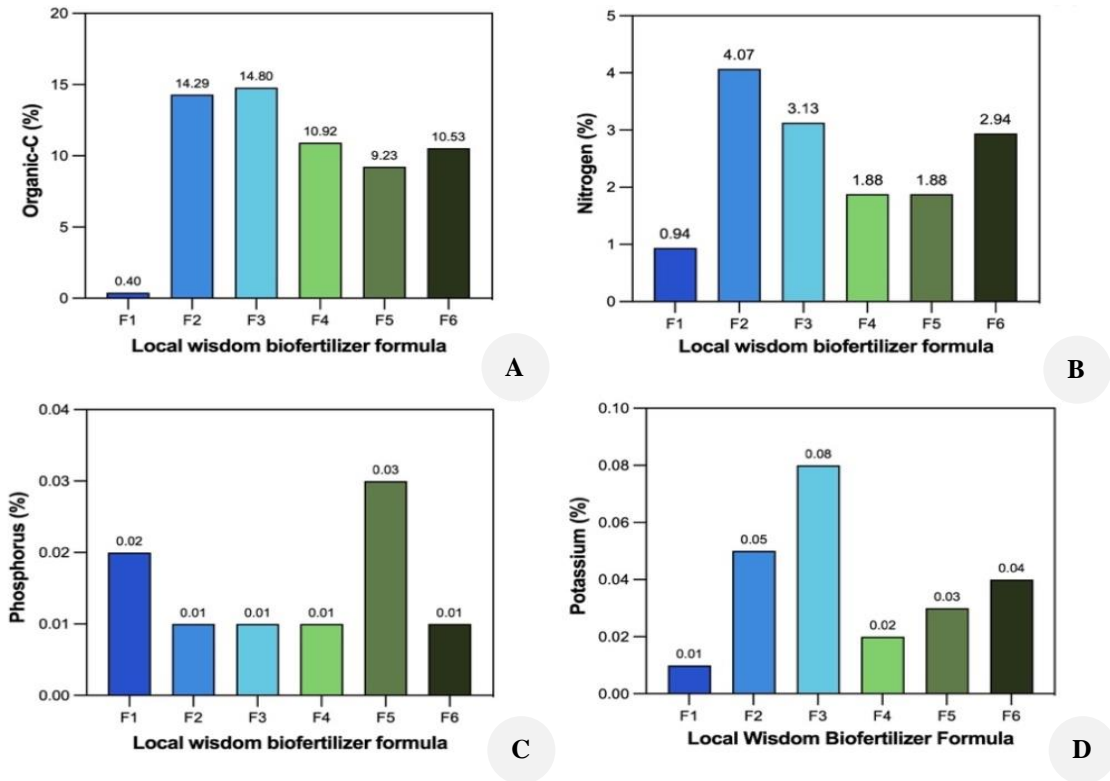 20
15
10
5
0
Organic-C (%)
0.40
14.29
14.80
10.92
9.23
10.53
F1 F2 F3 F4 F5 F6
Local wisdom biofertilizer formula
A
5
4
3
2
1
0
Nitrogen (%)
0.94
4.07
3.13
1.88
1.88
2.94
F1 F2 F3 F4 F5 F6
Local wisdom biofertilizer formula
B
0.04
0.03
0.02
0.01
0.00
Phosphorus (%)
0.02
0.01
0.01
0.01
0.03
0.01
F1 F2 F3 F4 F5 F6
Local wisdom biofertilizer formula
C
0.10
0.08
0.06
0.04
0.02
0.00
Potassium (%)
0.01
0.05
0.08
0.02
0.03
0.04
F1 F2 F3 F4 F5 F6
Local Wisdom Biofertilizer Formula
D